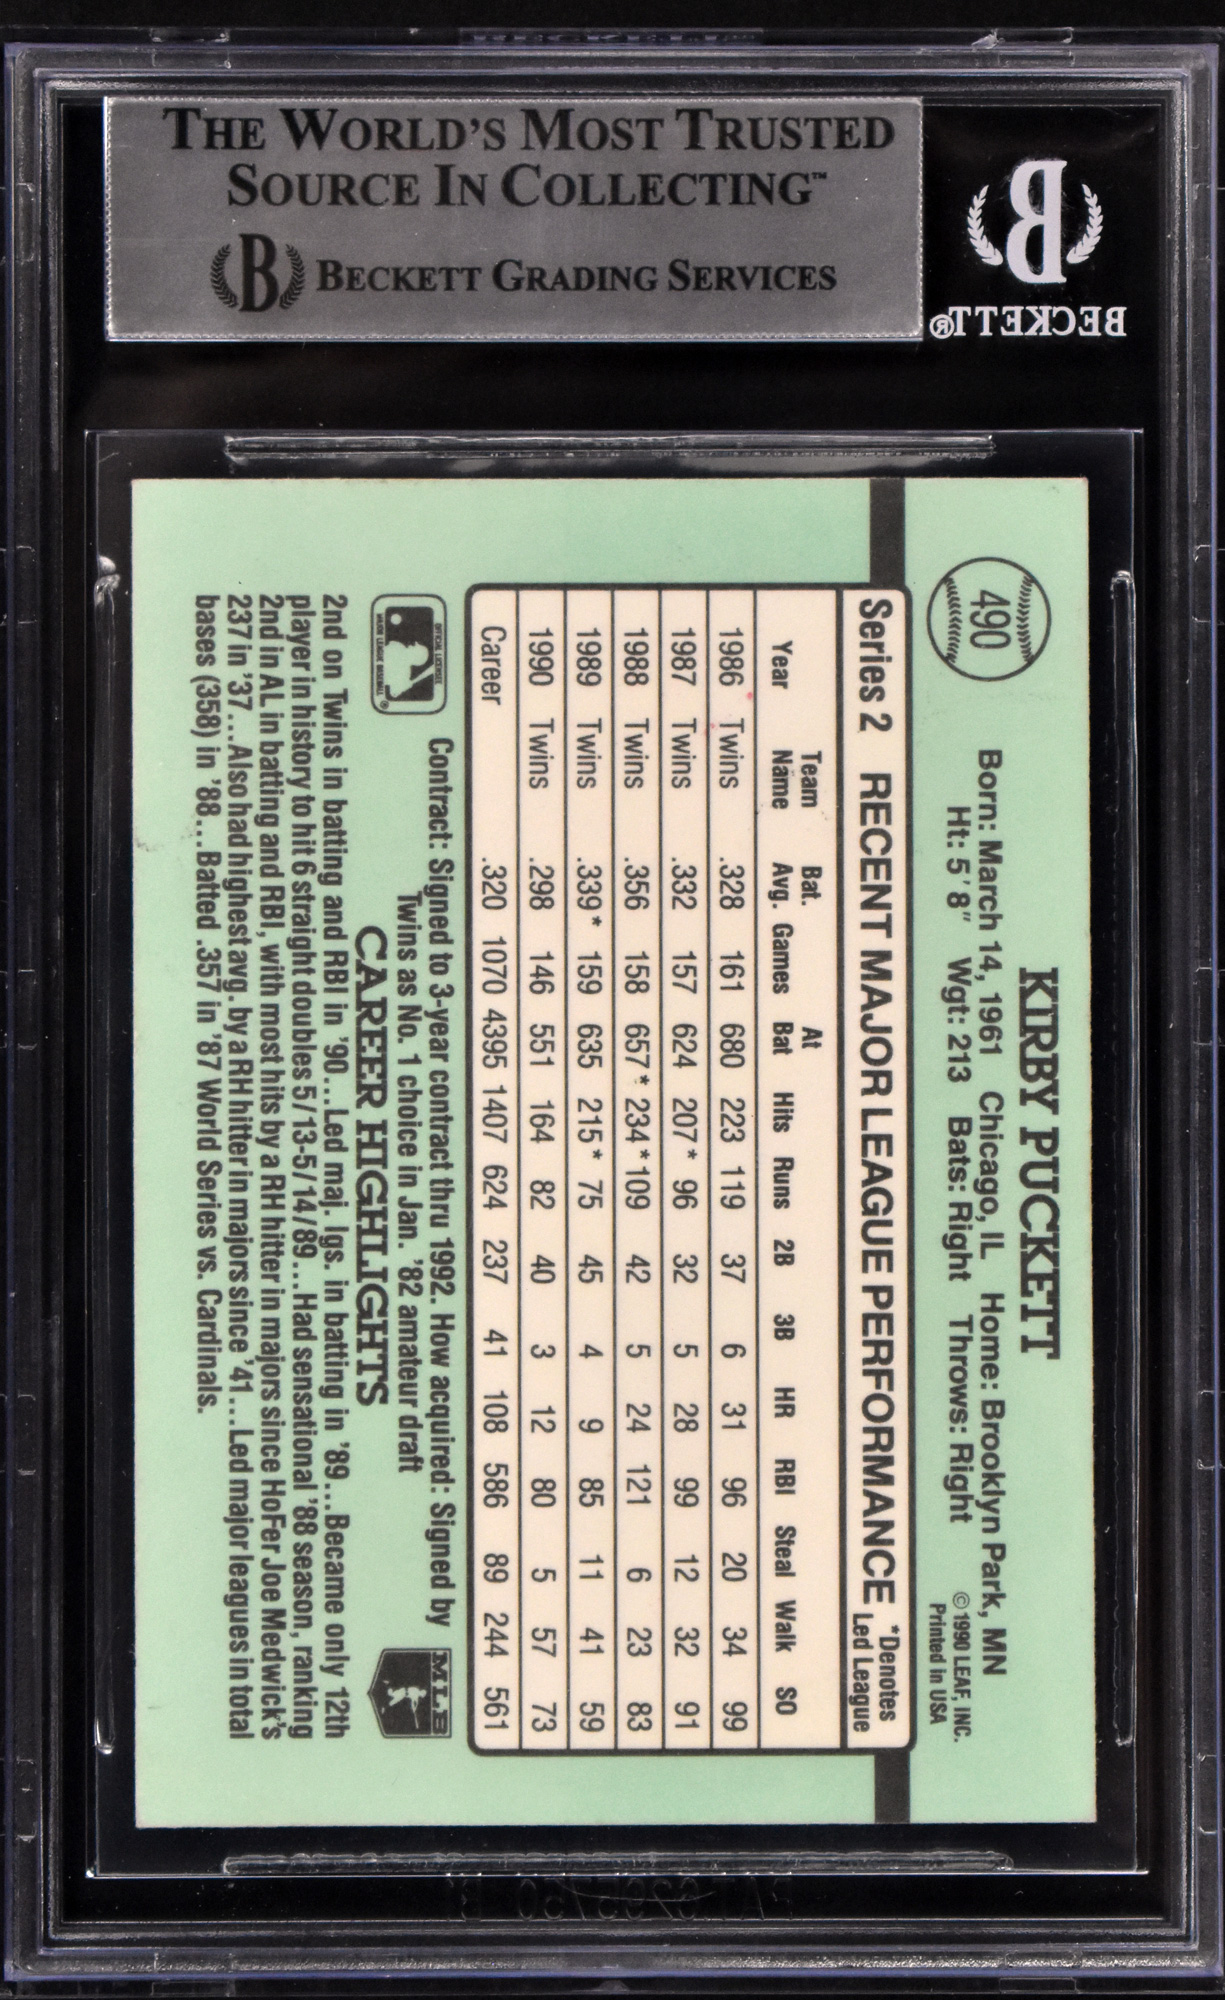 THE WORLD'S MOST TRUSTED
SOURCE IN COLLECTING™
B BECKETT GRADING SERVICES
B
BECKETT®
490
KIRBY PUCKETT
Born: March 14, 1961 Chicago, IL Home: Brooklyn Park, MN
Ht: 5'8" Wgt: 213 Bats: Right Throws: Right
©1990 LEAF, INC.
Printed in USA
Series 2 RECENT MAJOR LEAGUE PERFORMANCE *Denotes Led League
Year Team Name Bat. Avg. Games At Bat Hits Runs 2B 3B HR RBI Steal Walk SO
1986 Twins .328 161 680 223 119 37 6 31 96 20 34 99
1987 Twins .332 157 624 207* 96 32 5 28 99 12 32 91
1988 Twins .356 158 657* 234* 109 42 5 24 121 6 23 83
1989 Twins .339* 159 635 215* 75 45 4 9 85 11 41 59
1990 Twins .298 146 551 164 82 40 3 12 80 5 57 73
Career .320 1070 4395 1407 624 237 41 108 586 89 244 561
OFFICIAL LICENSEE
MAJOR LEAGUE BASEBALL ®
Contract: Signed to 3-year contract thru 1992. How acquired: Signed by
Twins as No. 1 choice in Jan. '82 amateur draft
MLB
CAREER HIGHLIGHTS
2nd on Twins in batting and RBI in '90...Led maj. lgs. in batting in '89...Became only 12th
player in history to hit 6 straight doubles 5/13-5/14/89...Had sensational '88 season, ranking
2nd in AL in batting and RBI, with most hits by a RH hitter in majors since HoFer Joe Medwick's
237 in '37...Also had highest avg. by a RH hitter in majors since '41...Led major leagues in total
bases (358) in '88...Batted .357 in '87 World Series vs. Cardinals.